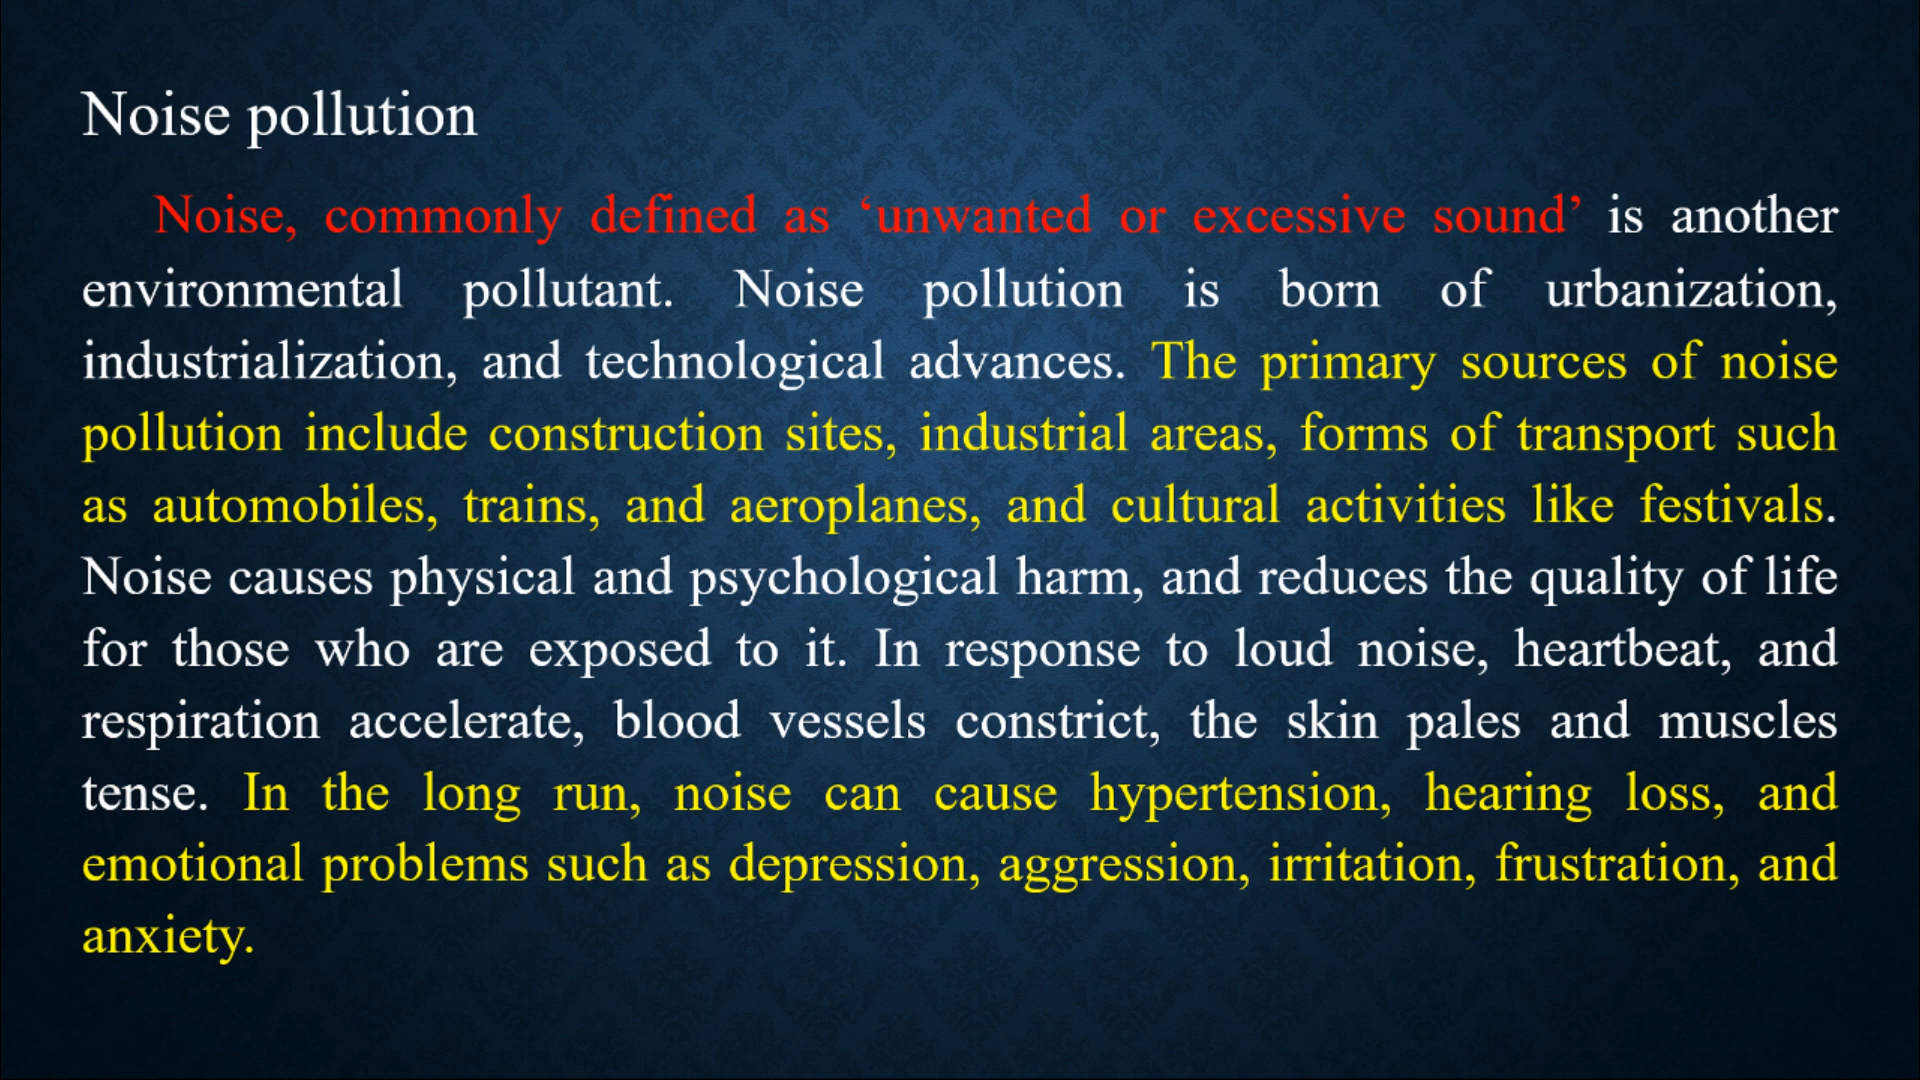 Noise pollution
Noise, commonly defined as ‘unwanted or excessive sound’ is another
environmental pollutant. Noise pollution is born of urbanization,
industrialization, and technological advances. The primary sources of noise
pollution include construction sites, industrial areas, forms of transport such
as automobiles, trains, and aeroplanes, and cultural activities like festivals.
Noise causes physical and psychological harm, and reduces the quality of life
for those who are exposed to it. In response to loud noise, heartbeat, and
respiration accelerate, blood vessels constrict, the skin pales and muscles
tense. In the long run, noise can cause hypertension, hearing loss, and
emotional problems such as depression, aggression, irritation, frustration, and
anxiety.